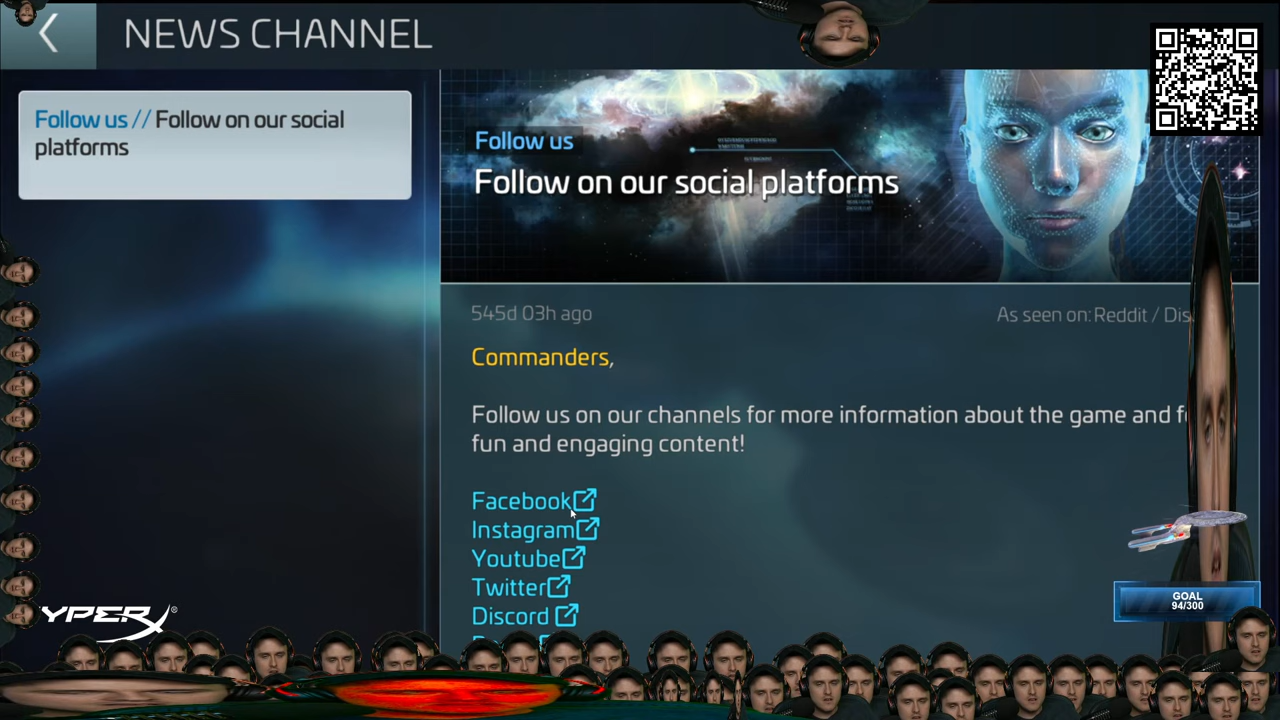 NEWS CHANNEL
Follow us // Follow on our social
platforms
Follow us
Follow on our social platforms
545d 03h ago
As seen on: Reddit / Dis
Commanders,
Follow us on our channels for more information about the game and f
fun and engaging content!
Facebook
Instagram
Youtube
Twitter
Discord
YPERX®
GOAL
94/300